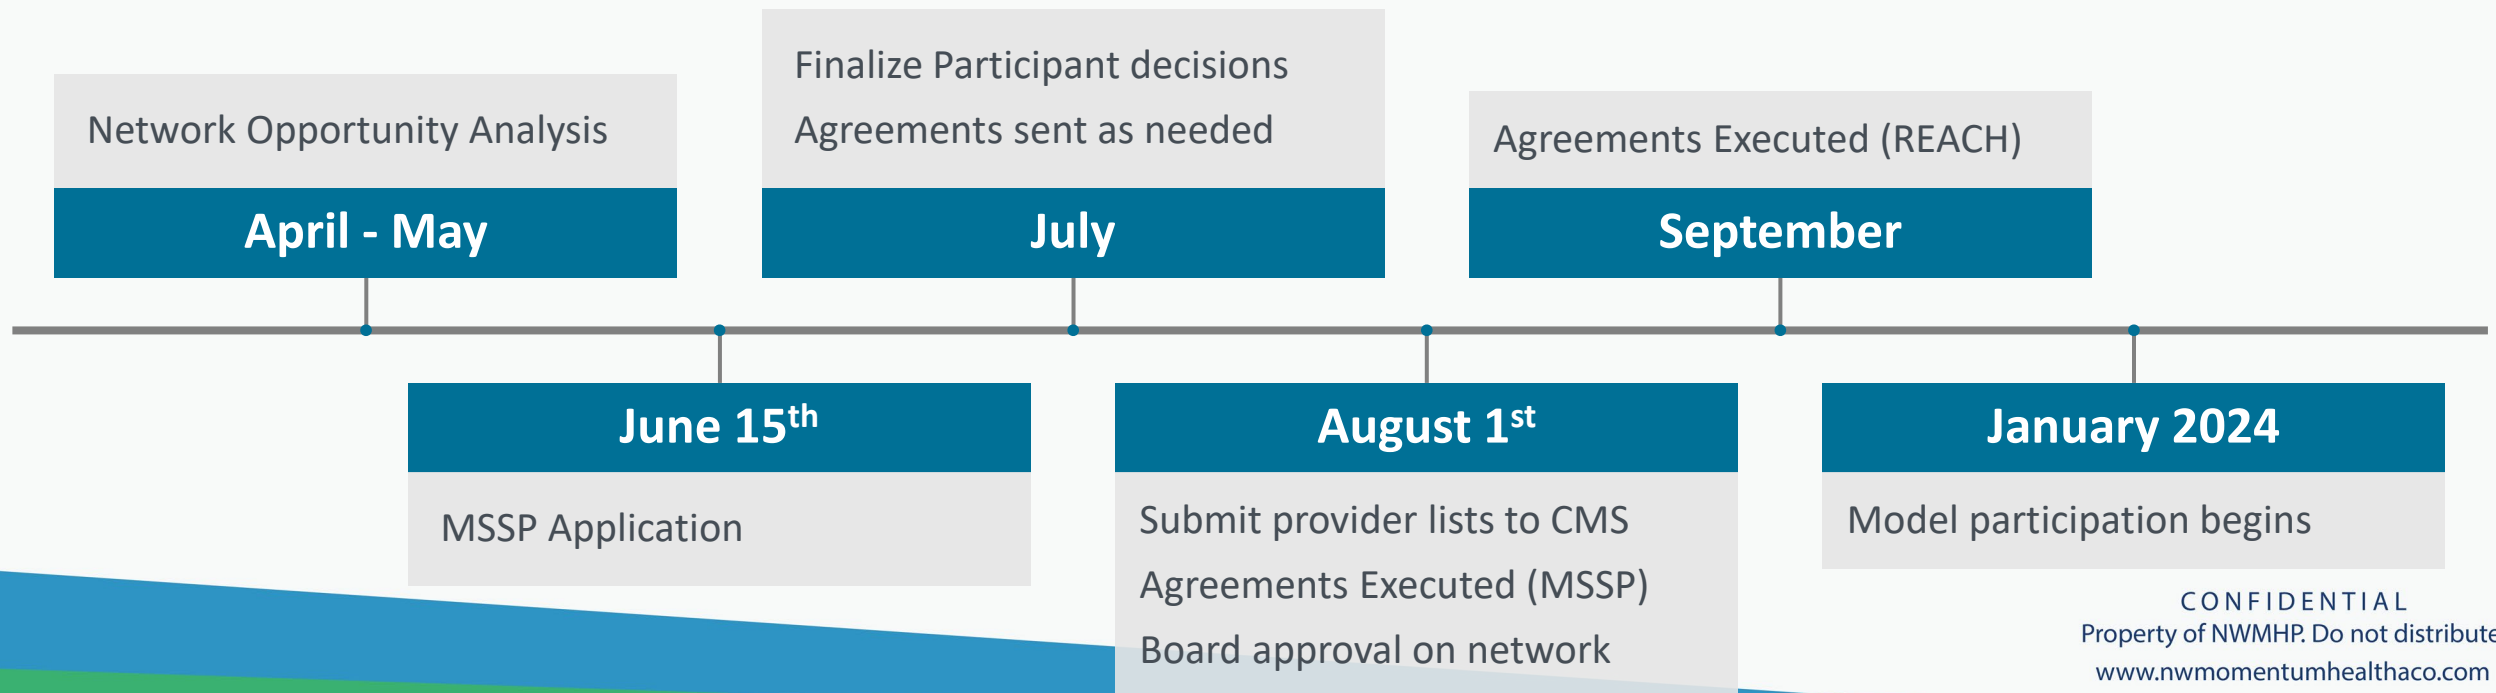 Network Opportunity Analysis
April - May
June 15th
MSSP Application
Finalize Participant decisions
Agreements sent as needed
July
August 1st
Submit provider lists to CMS
Agreements Executed (MSSP)
Board approval on network
Agreements Executed (REACH)
September
January 2024
Model participation begins
CONFIDENTIAL
Property of NWMHP. Do not distribute
www.nwmomentumhealthaco.com